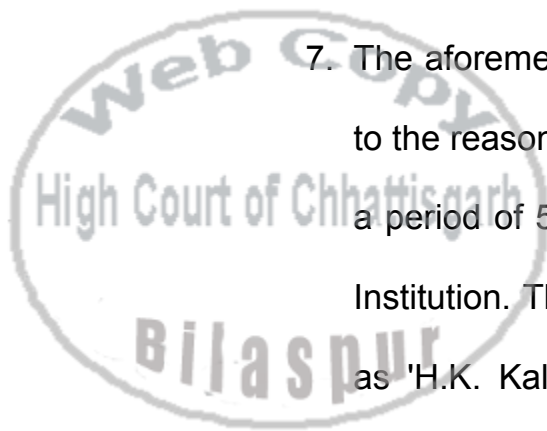 Web Copy
7. The aforeme
to the reason
High Court of Chhattisgarh
a period of 5
Institution. Th
Bilaspur
as 'H.K. Kal